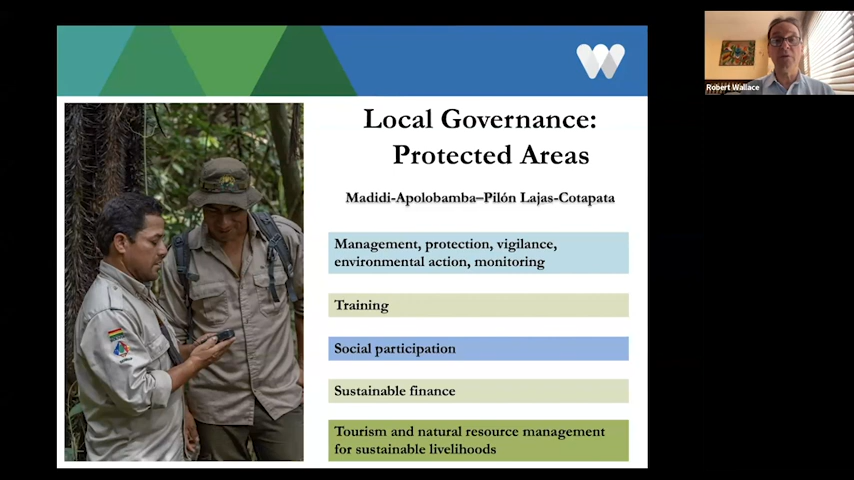 Local Governance:
Protected Areas
Madidi-Apolobamba–Pilón Lajas-Cotapata
Management, protection, vigilance,
environmental action, monitoring
Training
Social participation
Sustainable finance
Tourism and natural resource management
for sustainable livelihoods
Robert Wallace